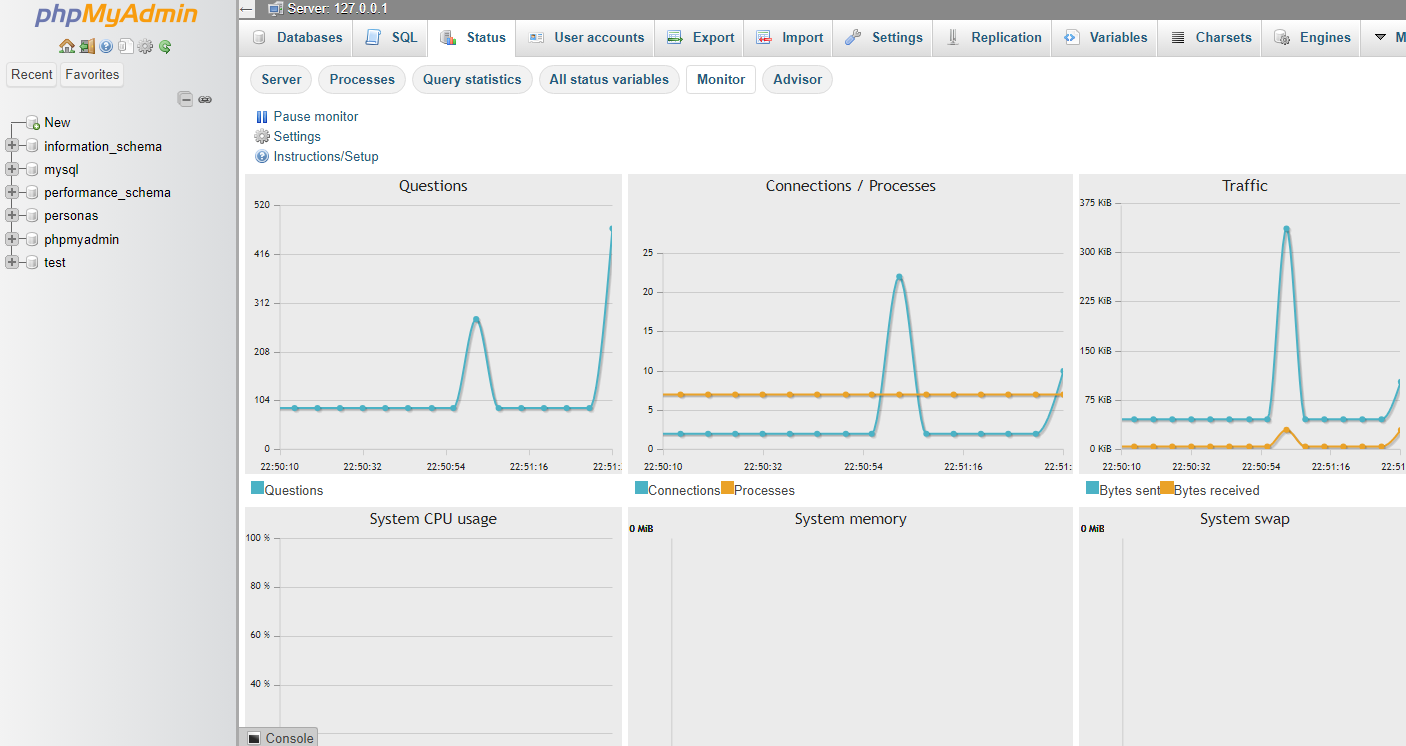 phpMyAdmin
Recent Favorites
New
information_schema
mysql
performance_schema
personas
phpmyadmin
test
Server: 127.0.0.1
Databases SQL Status User accounts Export Import Settings Replication Variables Charsets Engines M
Server Processes Query statistics All status variables Monitor Advisor
Pause monitor
Settings
Instructions/Setup
Questions
520
416
312
208
104
0
22:50:10 22:50:32 22:50:54 22:51:16 22:51:
Questions
Connections / Processes
25
20
15
10
5
0
22:50:10 22:50:32 22:50:54 22:51:16 22:51:
Connections Processes
Traffic
375 KiB
300 KiB
225 KiB
150 KiB
75 KiB
0 KiB
22:50:10 22:50:32 22:50:54 22:51:16 22:51
Bytes sent Bytes received
System CPU usage
100 %
80 %
60 %
40 %
System memory
0 MiB
System swap
0 MiB
Console